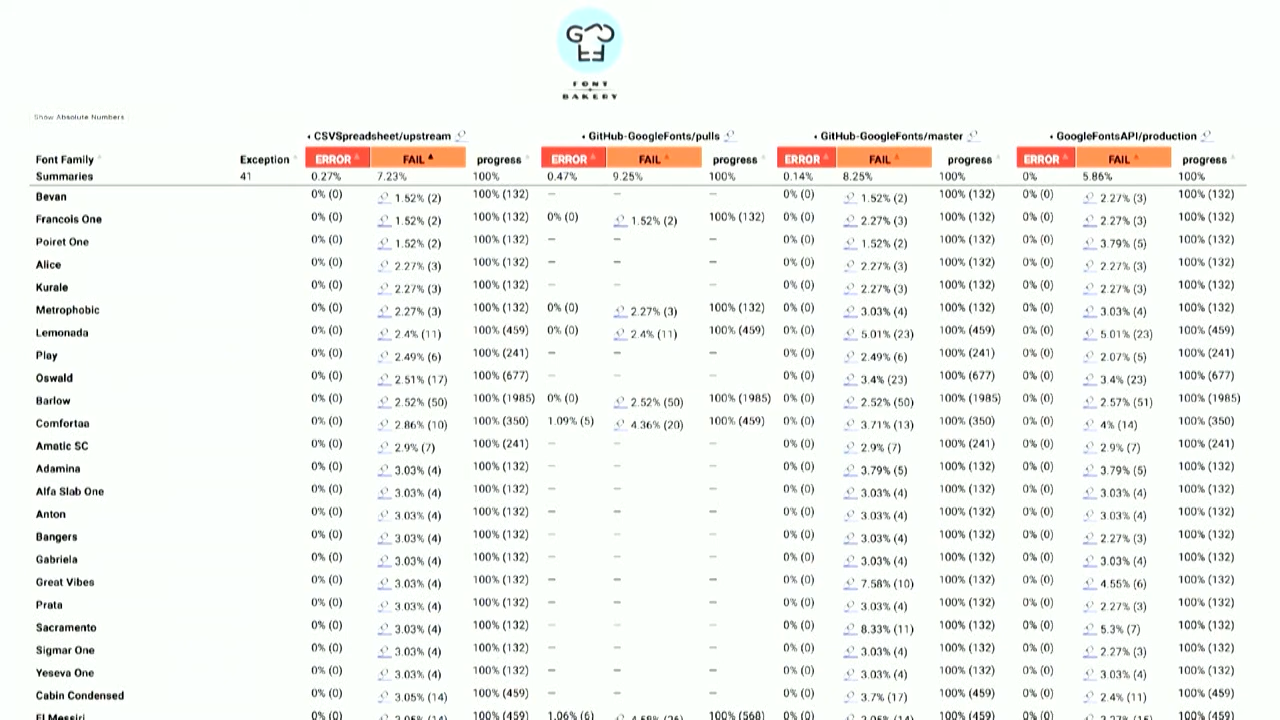 GF
FONT
BAKERY
Show Absolute Numbers
• CSVSpreadsheet/upstream • GitHub-GoogleFonts/pulls • GitHub-GoogleFonts/master • GoogleFontsAPI/production
Font Family Exception ERROR FAIL progress ERROR FAIL progress ERROR FAIL progress ERROR FAIL progress
Summaries 41 0.27% 7.23% 100% 0.47% 9.25% 100% 0.14% 8.25% 100% 0% 5.86% 100%
Bevan 0% (0) 1.52% (2) 100% (132) – – – 0% (0) 1.52% (2) 100% (132) 0% (0) 2.27% (3) 100% (132)
Francois One 0% (0) 1.52% (2) 100% (132) 0% (0) 1.52% (2) 100% (132) 0% (0) 2.27% (3) 100% (132) 0% (0) 2.27% (3) 100% (132)
Poiret One 0% (0) 1.52% (2) 100% (132) – – – 0% (0) 1.52% (2) 100% (132) 0% (0) 3.79% (5) 100% (132)
Alice 0% (0) 2.27% (3) 100% (132) – – – 0% (0) 2.27% (3) 100% (132) 0% (0) 2.27% (3) 100% (132)
Kurale 0% (0) 2.27% (3) 100% (132) – – – 0% (0) 2.27% (3) 100% (132) 0% (0) 2.27% (3) 100% (132)
Metrophobic 0% (0) 2.27% (3) 100% (132) 0% (0) 2.27% (3) 100% (132) 0% (0) 3.03% (4) 100% (132) 0% (0) 3.03% (4) 100% (132)
Lemonada 0% (0) 2.4% (11) 100% (459) 0% (0) 2.4% (11) 100% (459) 0% (0) 5.01% (23) 100% (459) 0% (0) 5.01% (23) 100% (459)
Play 0% (0) 2.49% (6) 100% (241) – – – 0% (0) 2.49% (6) 100% (241) 0% (0) 2.07% (5) 100% (241)
Oswald 0% (0) 2.51% (17) 100% (677) – – – 0% (0) 3.4% (23) 100% (677) 0% (0) 3.4% (23) 100% (677)
Barlow 0% (0) 2.52% (50) 100% (1985) 0% (0) 2.52% (50) 100% (1985) 0% (0) 2.52% (50) 100% (1985) 0% (0) 2.57% (51) 100% (1985)
Comfortaa 0% (0) 2.86% (10) 100% (350) 1.09% (5) 4.36% (20) 100% (459) 0% (0) 3.71% (13) 100% (350) 0% (0) 4% (14) 100% (350)
Amatic SC 0% (0) 2.9% (7) 100% (241) – – – 0% (0) 2.9% (7) 100% (241) 0% (0) 2.9% (7) 100% (241)
Adamina 0% (0) 3.03% (4) 100% (132) – – – 0% (0) 3.79% (5) 100% (132) 0% (0) 3.79% (5) 100% (132)
Alfa Slab One 0% (0) 3.03% (4) 100% (132) – – – 0% (0) 3.03% (4) 100% (132) 0% (0) 3.03% (4) 100% (132)
Anton 0% (0) 3.03% (4) 100% (132) – – – 0% (0) 3.03% (4) 100% (132) 0% (0) 3.03% (4) 100% (132)
Bangers 0% (0) 3.03% (4) 100% (132) – – – 0% (0) 3.03% (4) 100% (132) 0% (0) 2.27% (3) 100% (132)
Gabriela 0% (0) 3.03% (4) 100% (132) – – – 0% (0) 3.03% (4) 100% (132) 0% (0) 3.03% (4) 100% (132)
Great Vibes 0% (0) 3.03% (4) 100% (132) – – – 0% (0) 7.58% (10) 100% (132) 0% (0) 4.55% (6) 100% (132)
Prata 0% (0) 3.03% (4) 100% (132) – – – 0% (0) 3.03% (4) 100% (132) 0% (0) 2.27% (3) 100% (132)
Sacramento 0% (0) 3.03% (4) 100% (132) – – – 0% (0) 8.33% (11) 100% (132) 0% (0) 5.3% (7) 100% (132)
Sigmar One 0% (0) 3.03% (4) 100% (132) – – – 0% (0) 3.03% (4) 100% (132) 0% (0) 2.27% (3) 100% (132)
Yeseva One 0% (0) 3.03% (4) 100% (132) – – – 0% (0) 3.03% (4) 100% (132) 0% (0) 3.03% (4) 100% (132)
Cabin Condensed 0% (0) 3.05% (14) 100% (459) – – – 0% (0) 3.7% (17) 100% (459) 0% (0) 2.4% (11) 100% (459)
El Messiri 0% (0) 100% (459) 1.06% (6) 100% (568) 0% (0) 100% (459) 0% (0) 100% (459)